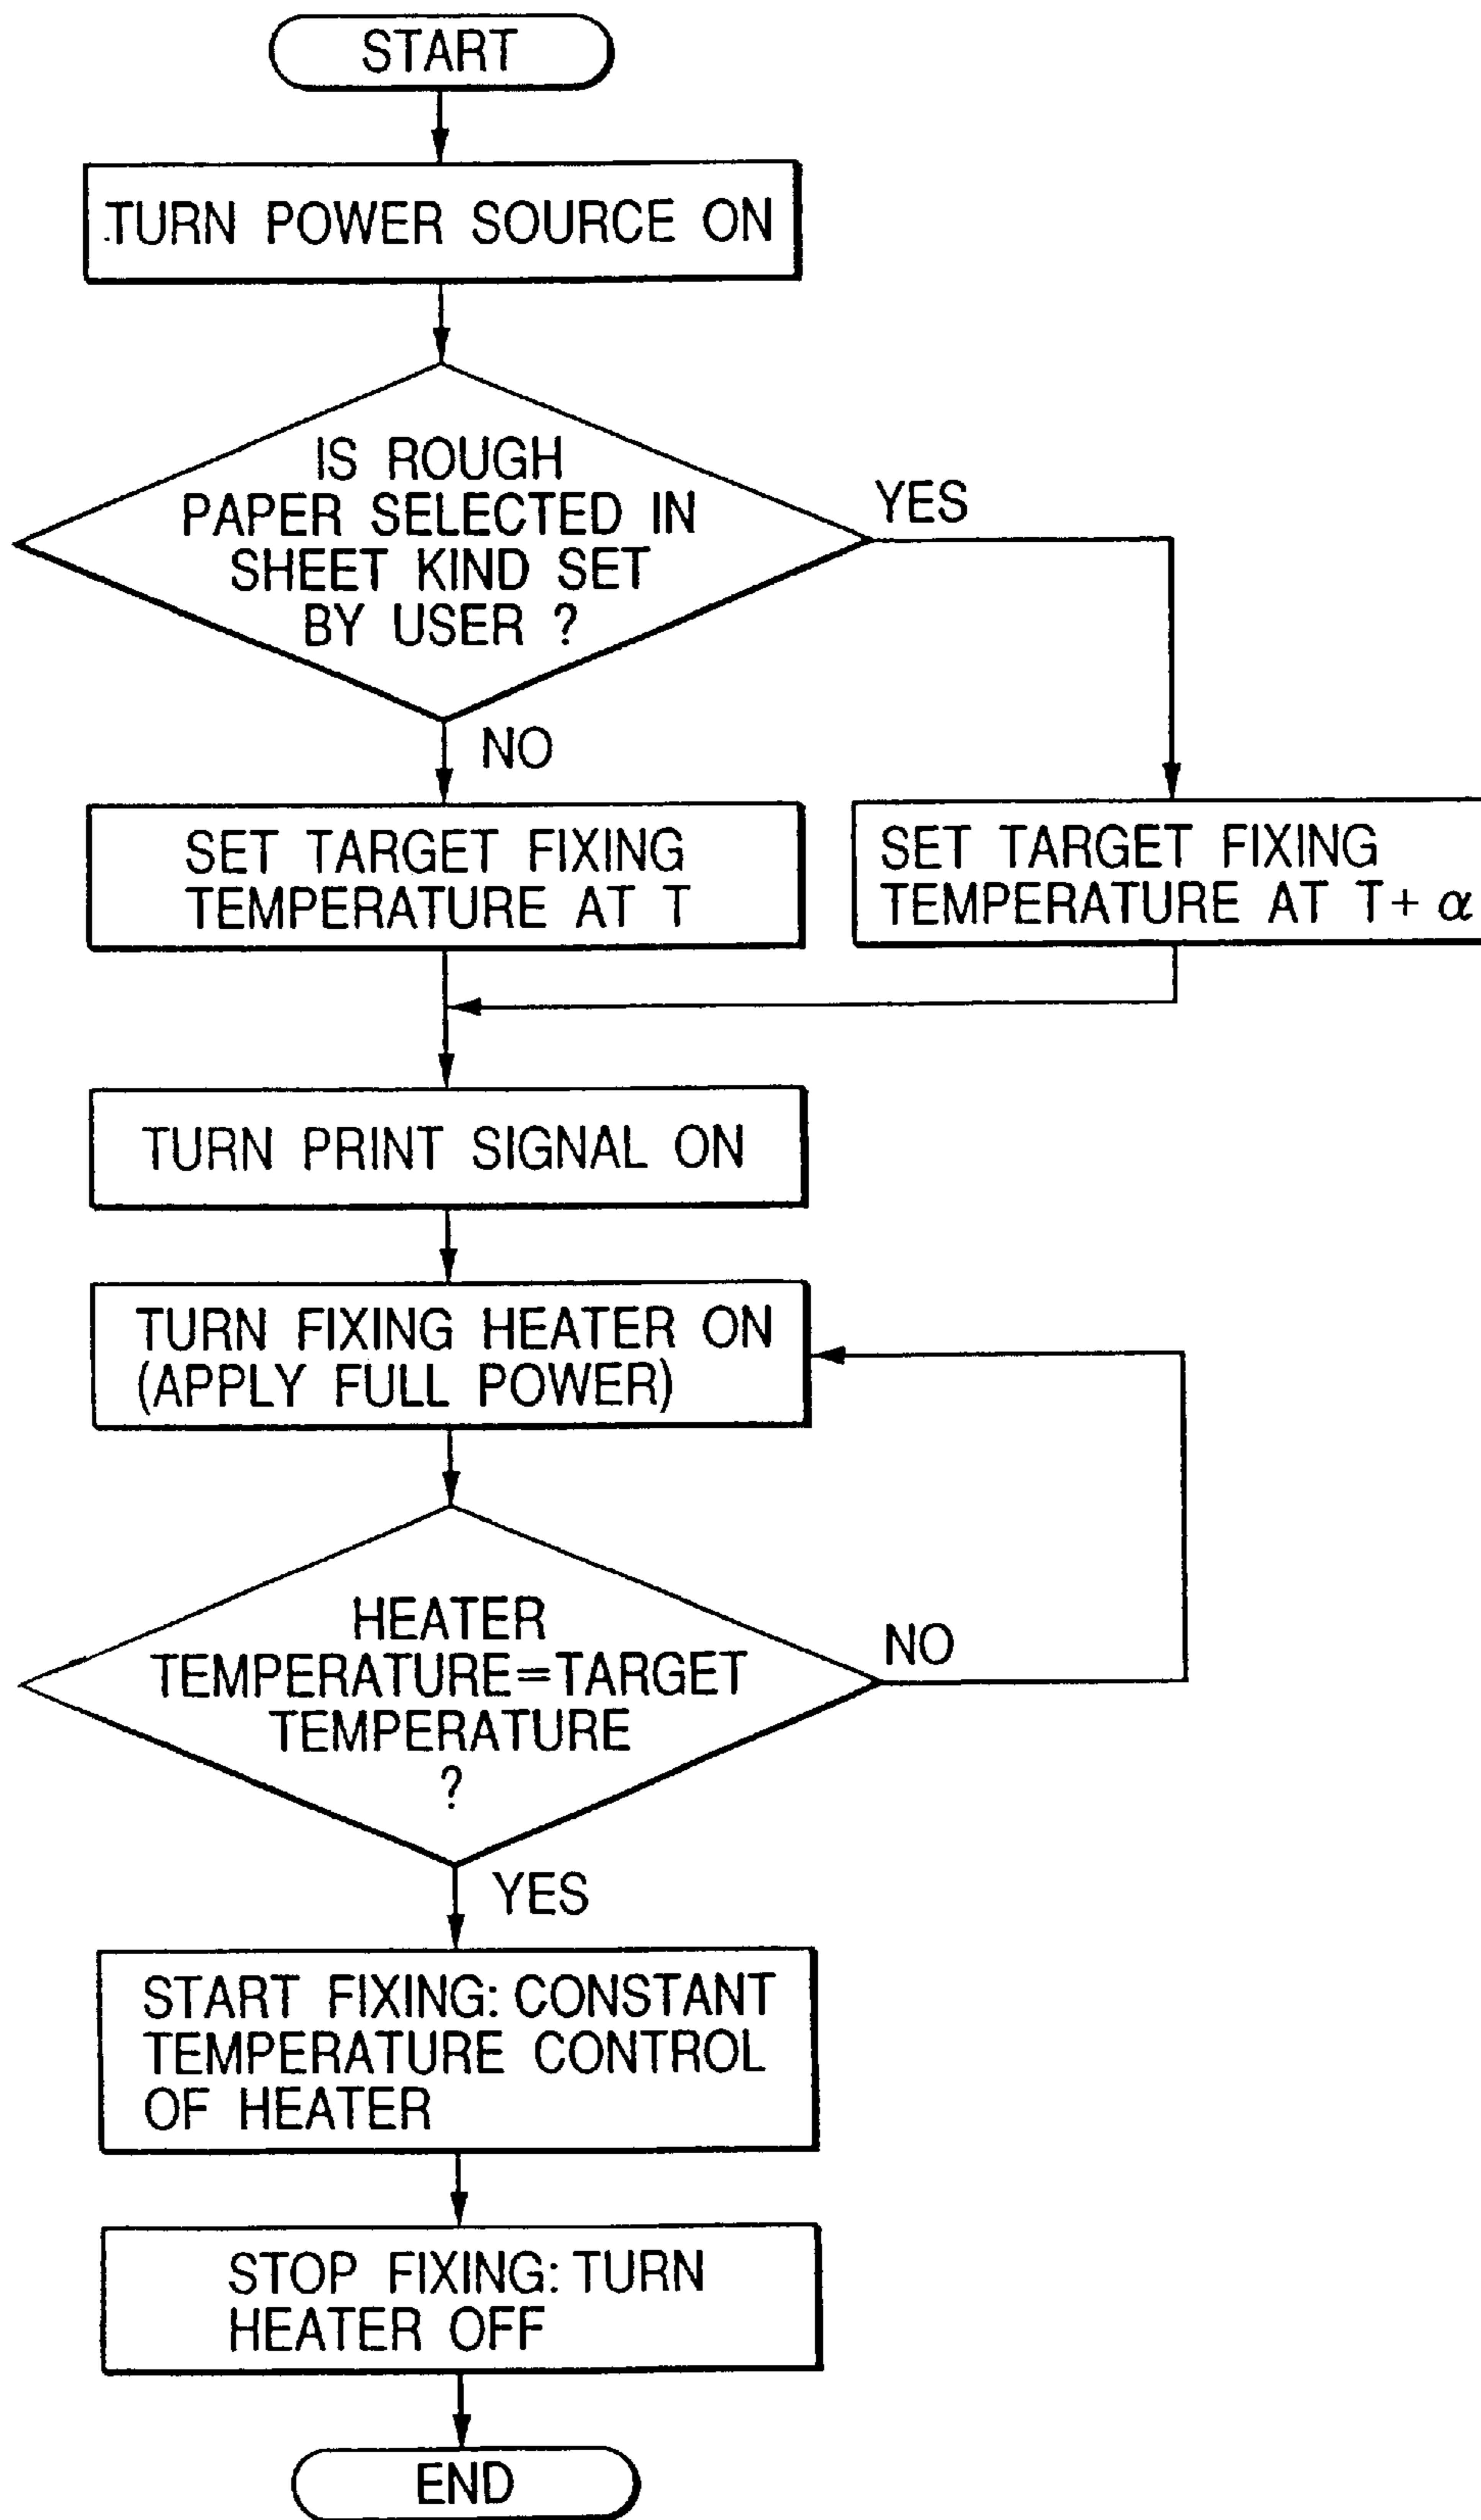 START
TURN POWER SOURCE ON
IS ROUGH
PAPER SELECTED IN
SHEET KIND SET
BY USER ?
YES
NO
SET TARGET FIXING
TEMPERATURE AT T
SET TARGET FIXING
TEMPERATURE AT T+ α
TURN PRINT SIGNAL ON
TURN FIXING HEATER ON
(APPLY FULL POWER)
HEATER
TEMPERATURE=TARGET
TEMPERATURE
?
NO
YES
START FIXING: CONSTANT
TEMPERATURE CONTROL
OF HEATER
STOP FIXING: TURN
HEATER OFF
END